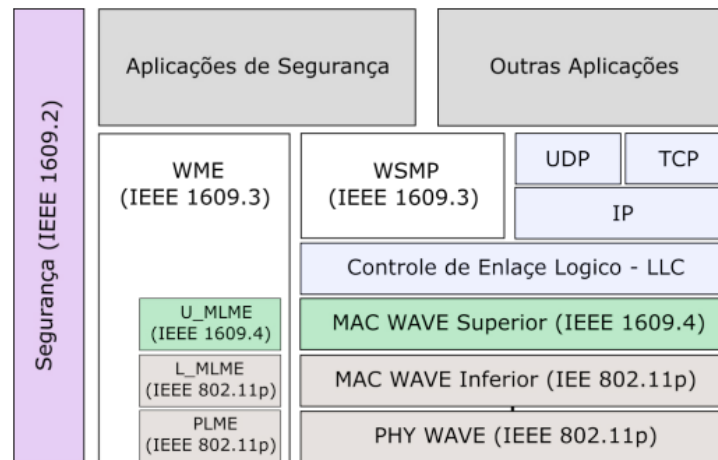 Segurança (IEEE 1609.2)
Aplicações de Segurança
Outras Aplicações
WME
(IEEE 1609.3)
WSMP
(IEEE 1609.3)
UDP
TCP
IP
Controle de Enlaçe Logico - LLC
U_MLME
(IEEE 1609.4)
MAC WAVE Superior (IEEE 1609.4)
L_MLME
(IEEE 802.11p)
MAC WAVE Inferior (IEE 802.11p)
PLME
(IEEE 802.11p)
PHY WAVE (IEEE 802.11p)